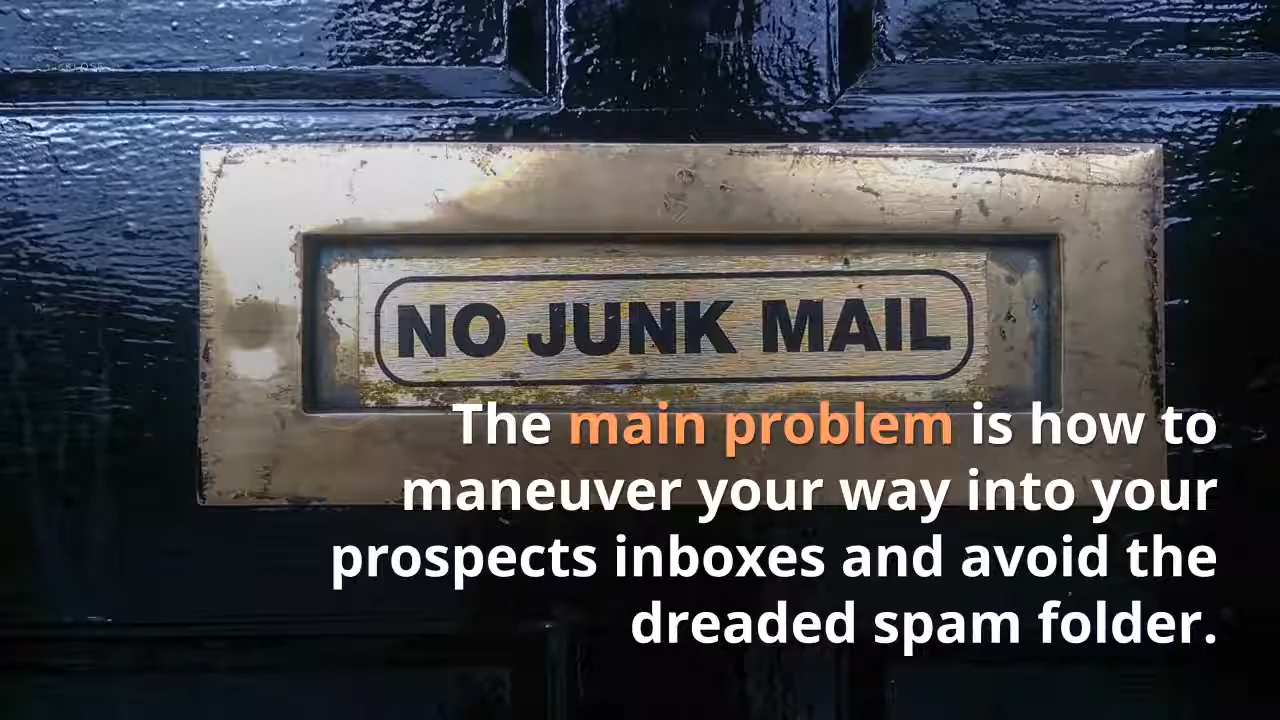 NO JUNK MAIL
The main problem is how to
maneuver your way into your
prospects inboxes and avoid the
dreaded spam folder.